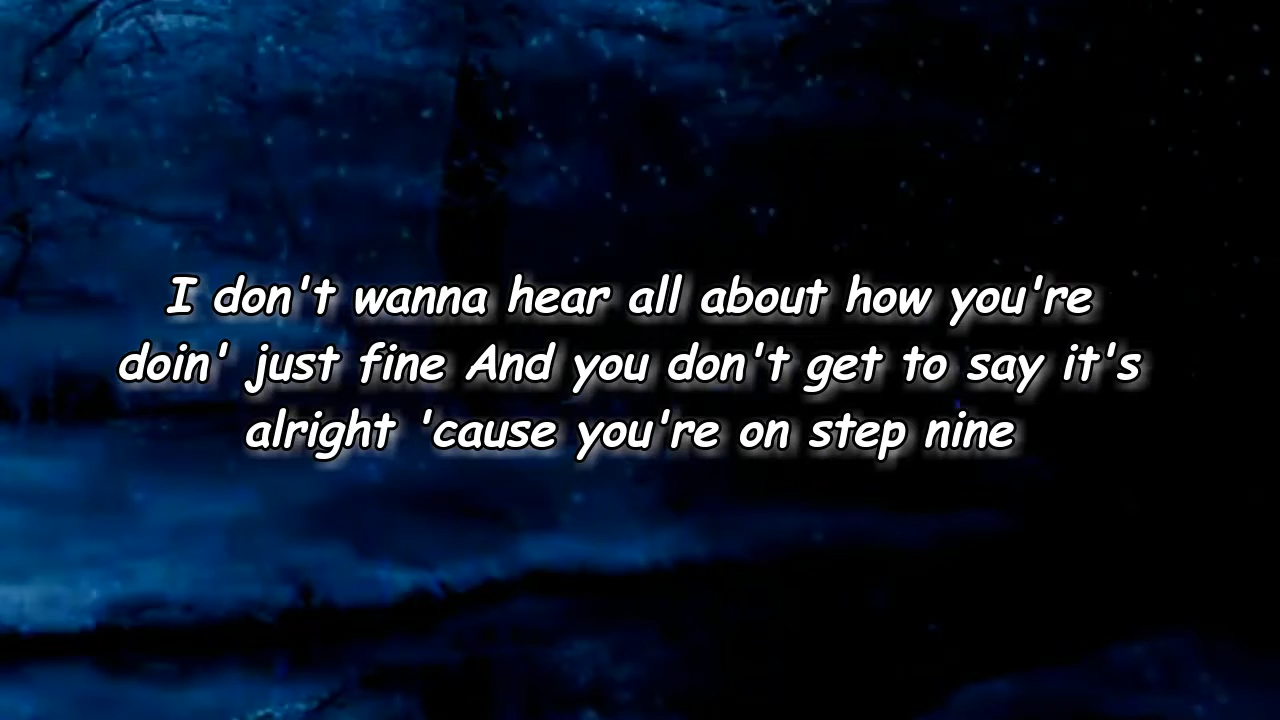 I don't wanna hear all about how you're
doin' just fine And you don't get to say it's
alright 'cause you're on step nine